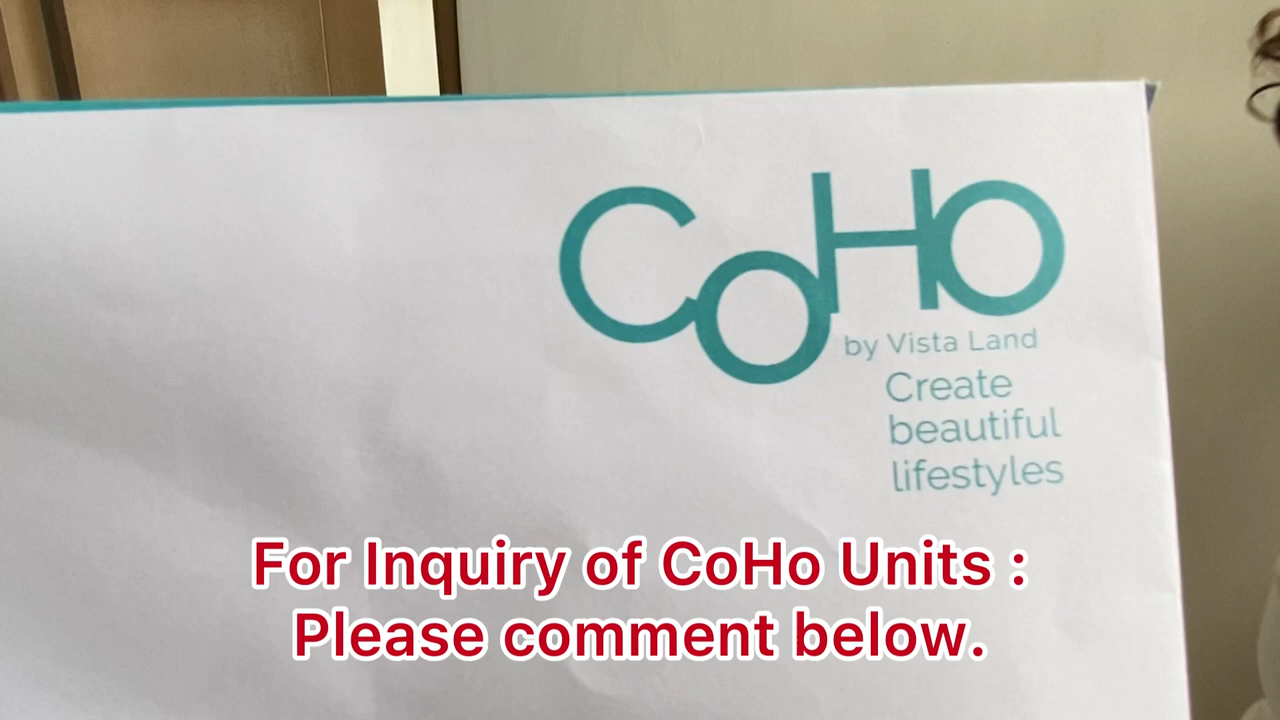 CoHo
by Vista Land
Create
beautiful
lifestyles
For Inquiry of CoHo Units :
Please comment below.